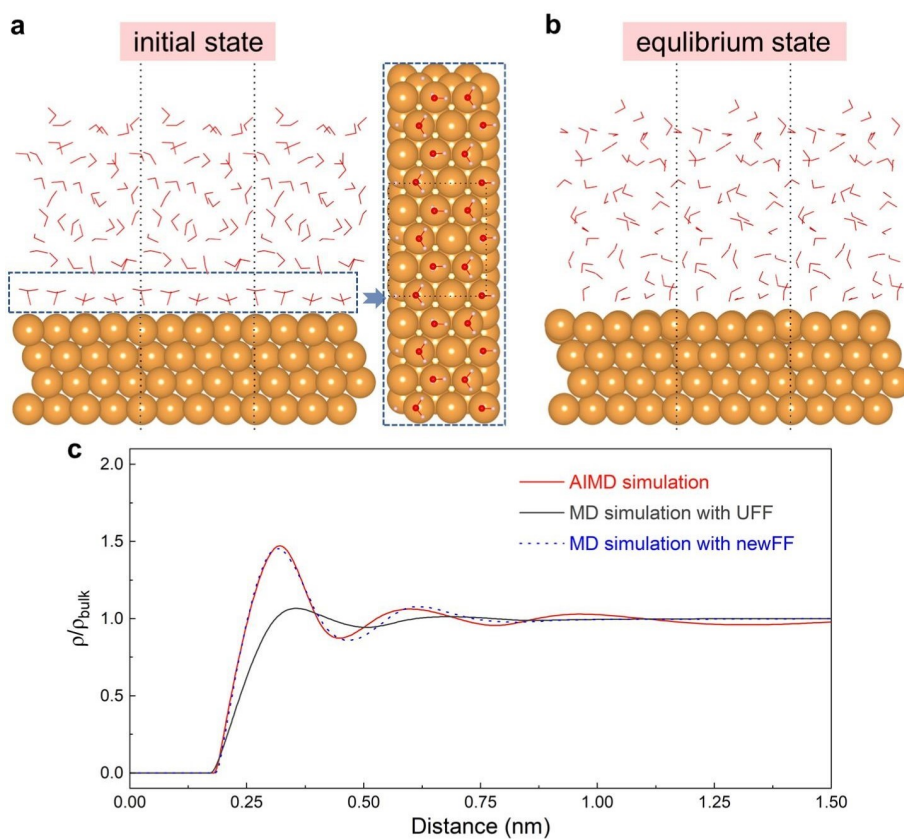 a
initial state
b
equlibrium state
c
2.0
1.5
1.0
0.5
0.0
ρ/ρbulk
AIMD simulation
MD simulation with UFF
MD simulation with newFF
0.00 0.25 0.50 0.75 1.00 1.25 1.50
Distance (nm)